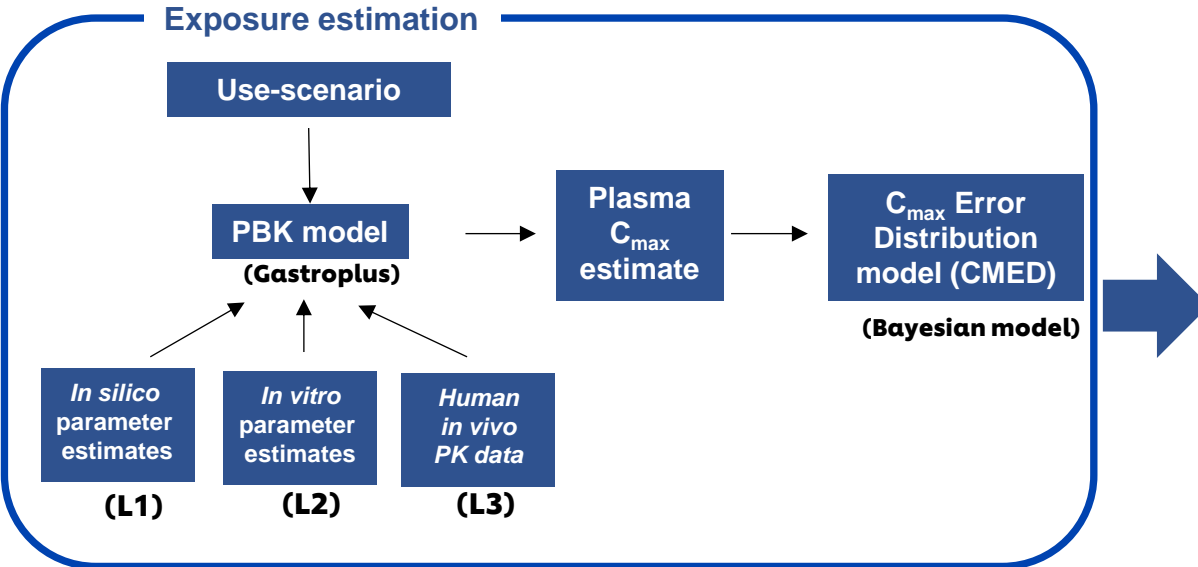 Exposure estimation
Use-scenario
PBK model
(Gastroplus)
Plasma
Cmax
estimate
Cmax Error
Distribution
model (CMED)
(Bayesian model)
In silico
parameter
estimates
(L1)
In vitro
parameter
estimates
(L2)
Human
in vivo
PK data
(L3)